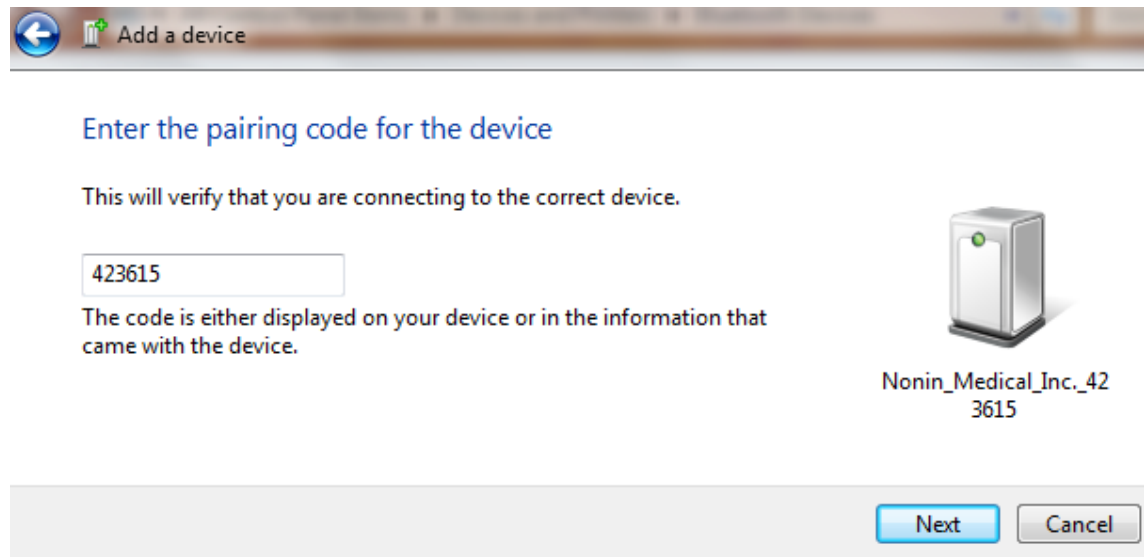 Add a device
Enter the pairing code for the device
This will verify that you are connecting to the correct device.
423615
The code is either displayed on your device or in the information that
came with the device.
Nonin_Medical_Inc._42
3615
Next
Cancel